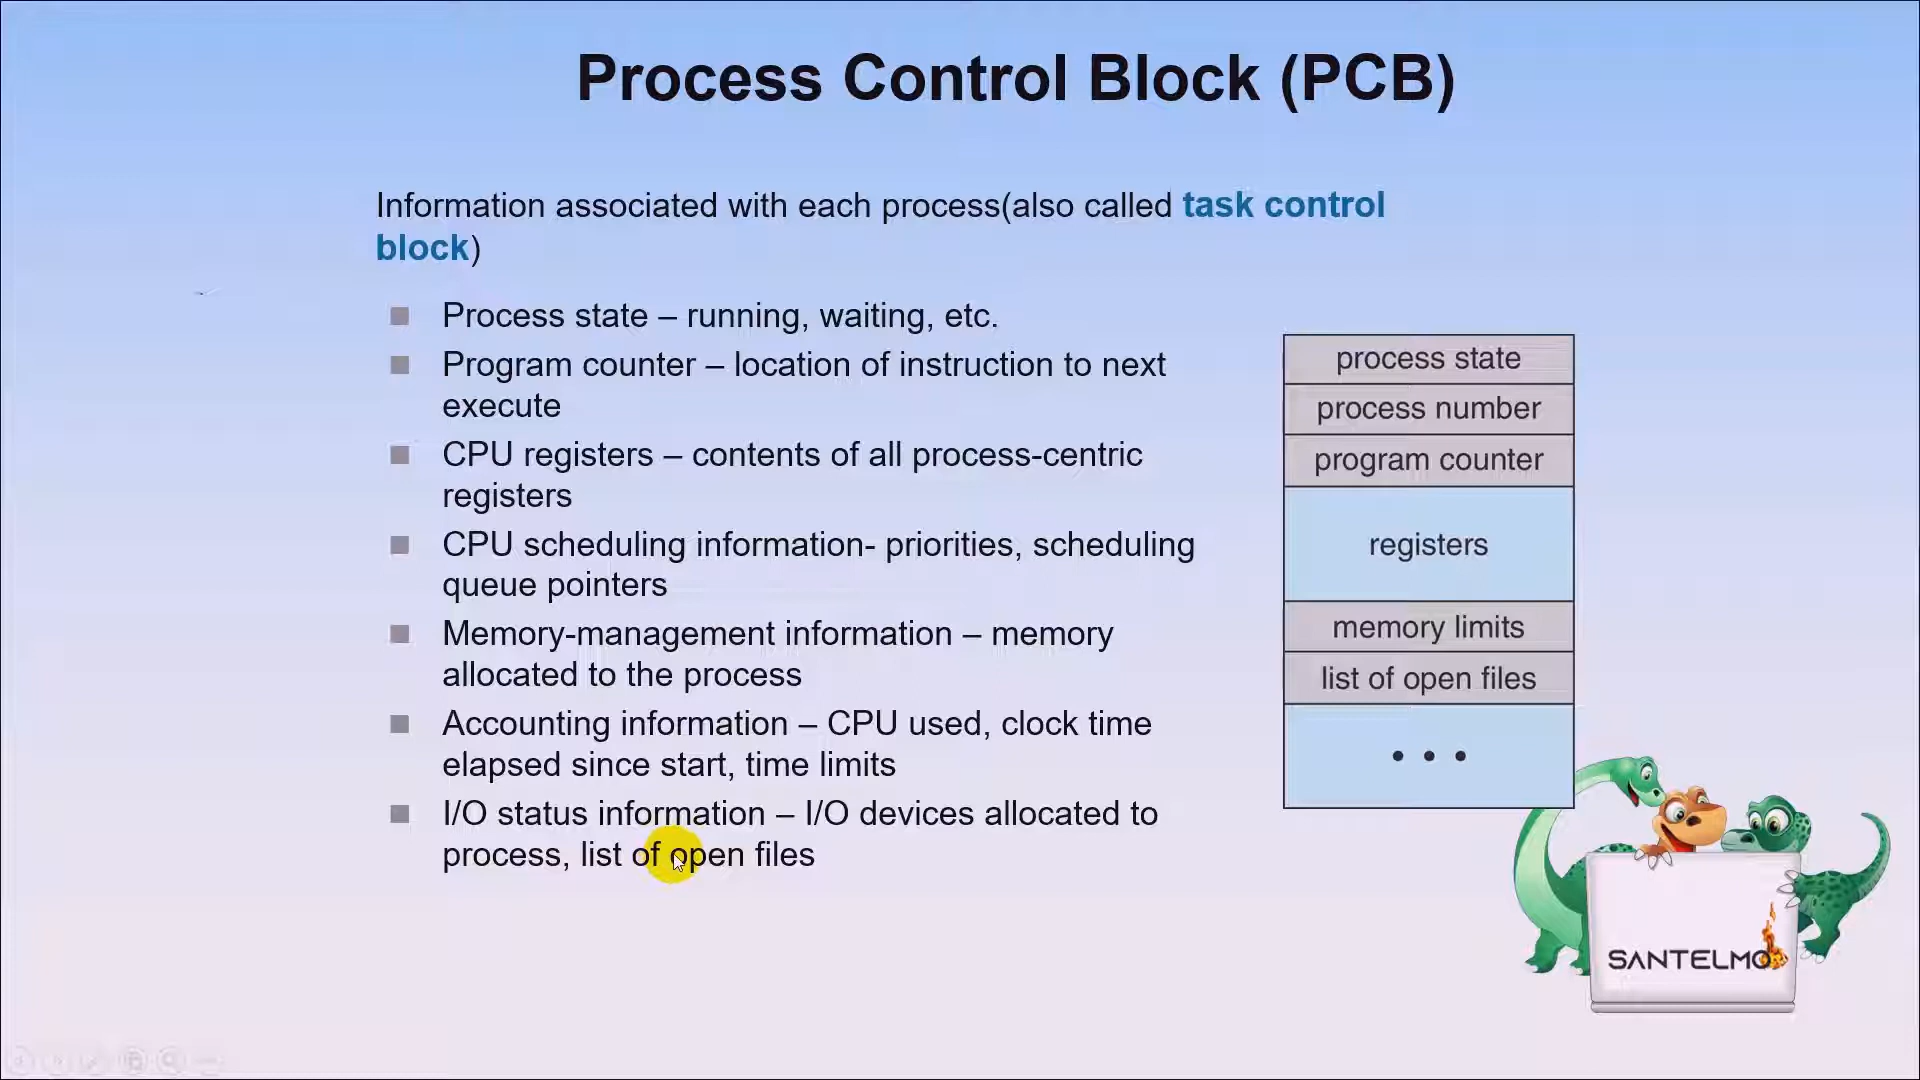 Process Control Block (PCB)
Information associated with each process(also called task control
block)
Process state – running, waiting, etc.
Program counter – location of instruction to next
execute
CPU registers – contents of all process-centric
registers
CPU scheduling information- priorities, scheduling
queue pointers
Memory-management information – memory
allocated to the process
Accounting information – CPU used, clock time
elapsed since start, time limits
I/O status information – I/O devices allocated to
process, list of open files
process state
process number
program counter
registers
memory limits
list of open files
• • •
SANTELMO